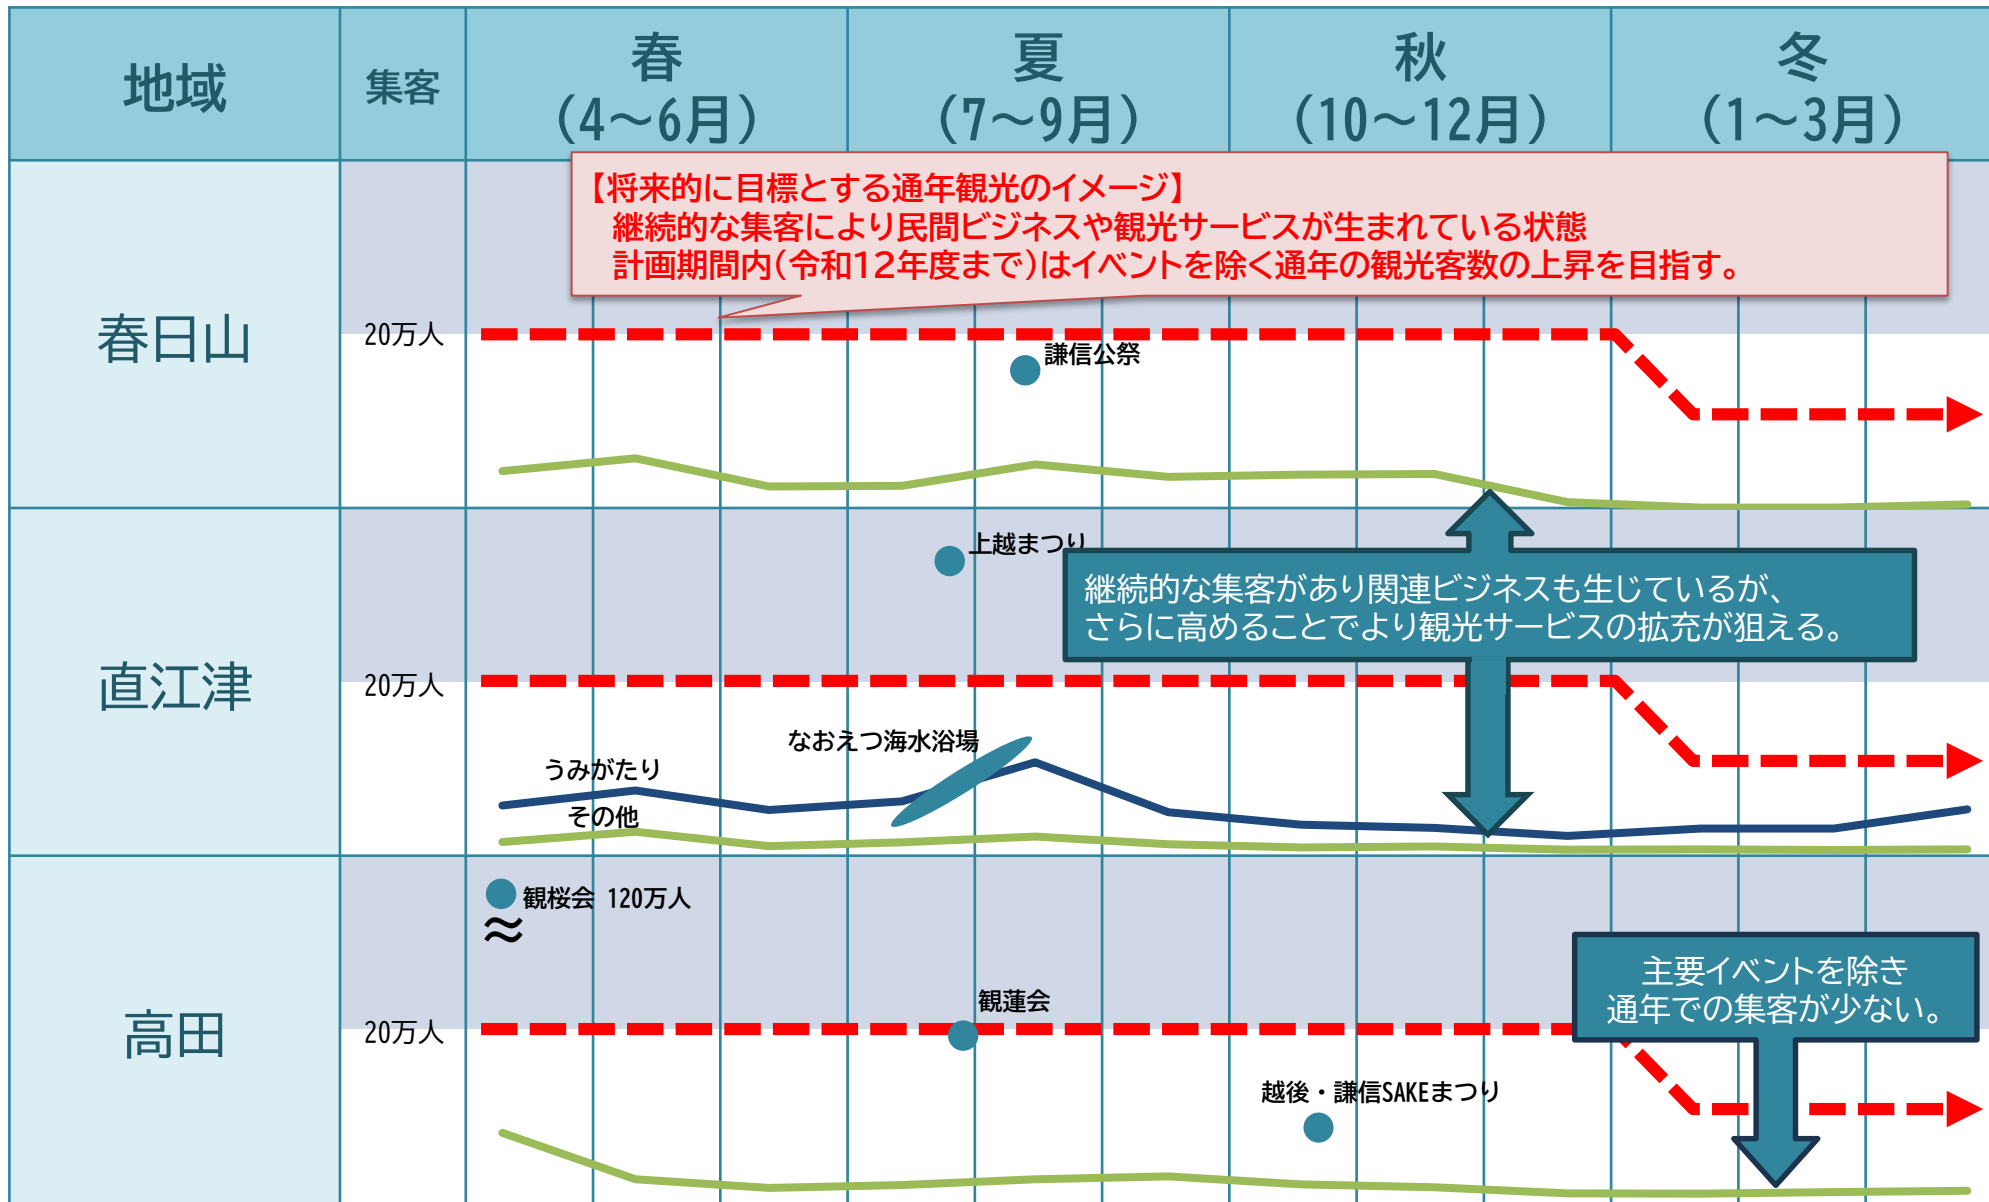 地域
集客
春
(4～6月)
夏
(7～9月)
秋
(10～12月)
冬
(1～3月)
【将来的に目標とする通年観光のイメージ】
継続的な集客により民間ビジネスや観光サービスが生まれている状態
計画期間内(令和12年度まで)はイベントを除く通年の観光客数の上昇を目指す。
春日山
20万人
謙信公祭
上越まつり
継続的な集客があり関連ビジネスも生じているが、
さらに高めることでより観光サービスの拡充が狙える。
直江津
20万人
なおえつ海水浴場
うみがたり
その他
観桜会 120万人
≈
主要イベントを除き
通年での集客が少ない。
観蓮会
高田
20万人
越後・謙信SAKEまつり